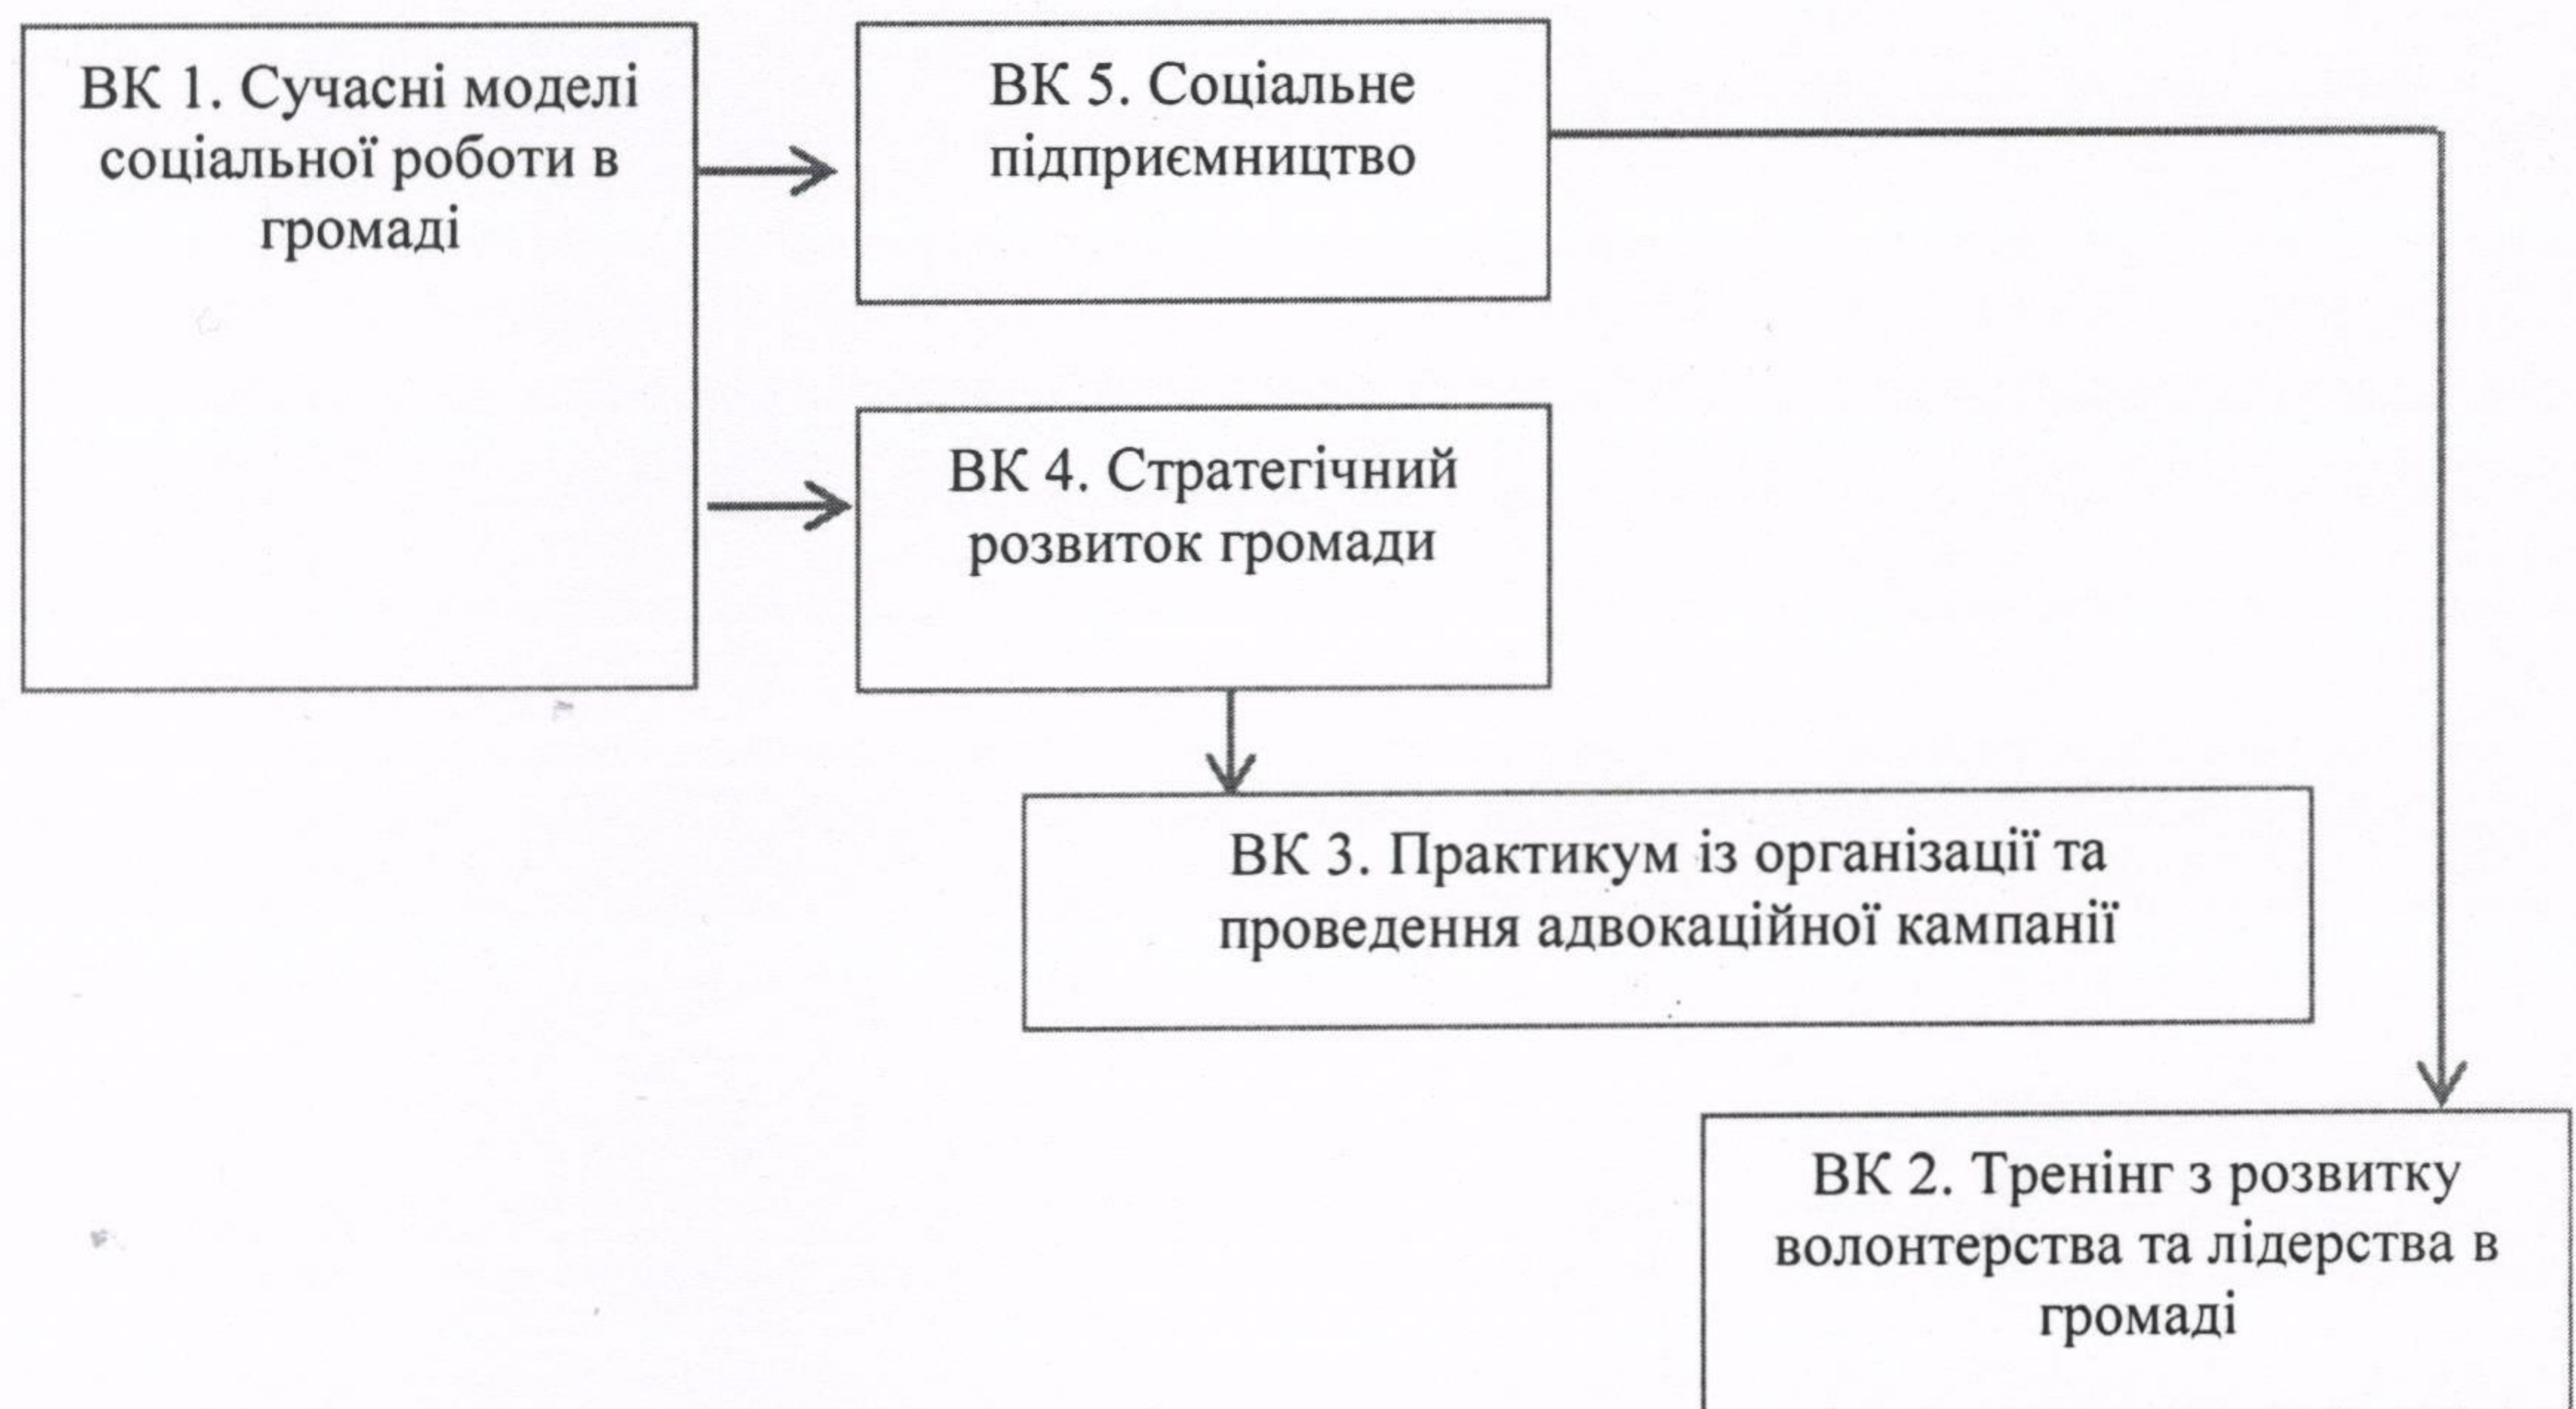 ВК 1. Сучасні моделі
соціальної роботи в
громаді
ВК 5. Соціальне
підприємництво
ВК 4. Стратегічний
розвиток громади
ВК 3. Практикум із організації та
проведення адвокаційної кампанії
ВК 2. Тренінг з розвитку
волонтерства та лідерства в
громаді